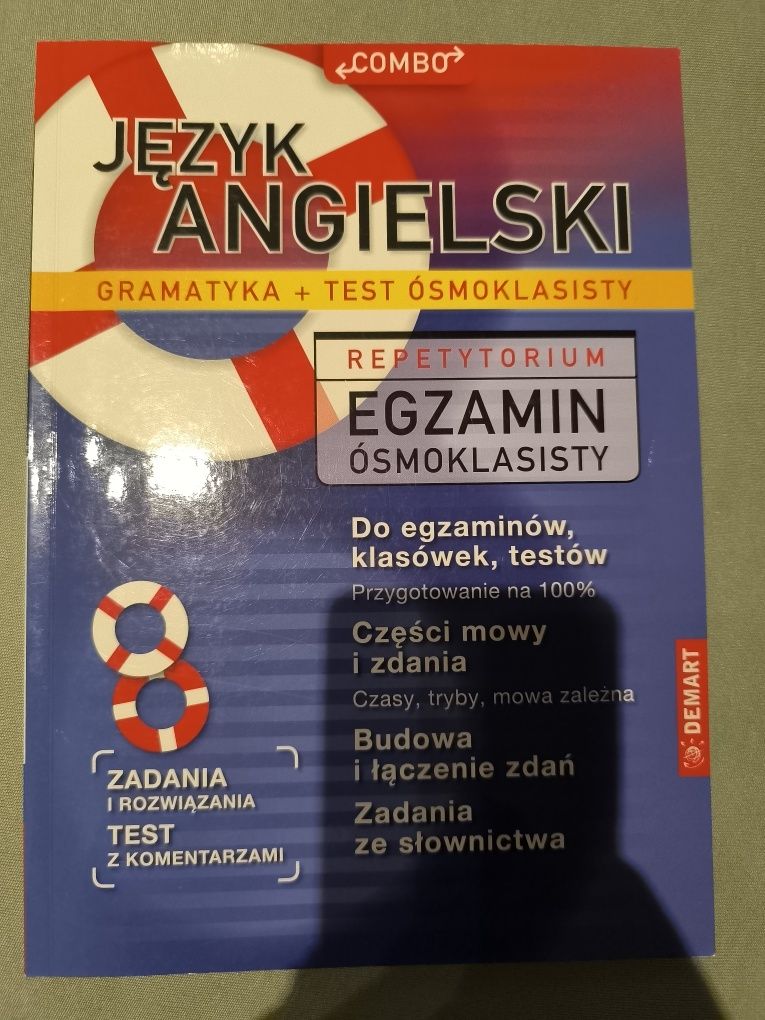 COMBO
JĘZYK
ANGIELSKI
GRAMATYKA + TEST ÓSMOKLASISTY
REPETYTORIUM
EGZAMIN
ÓSMOKLASISTY
Do egzaminów,
klasówek, testów
Przygotowanie na 100%
Części mowy
i zdania
Czasy, tryby, mowa zależna
Budowa
i łączenie zdań
Zadania
ze słownictwa
ZADANIA
I ROZWIĄZANIA
TEST
Z KOMENTARZAMI
DEMART